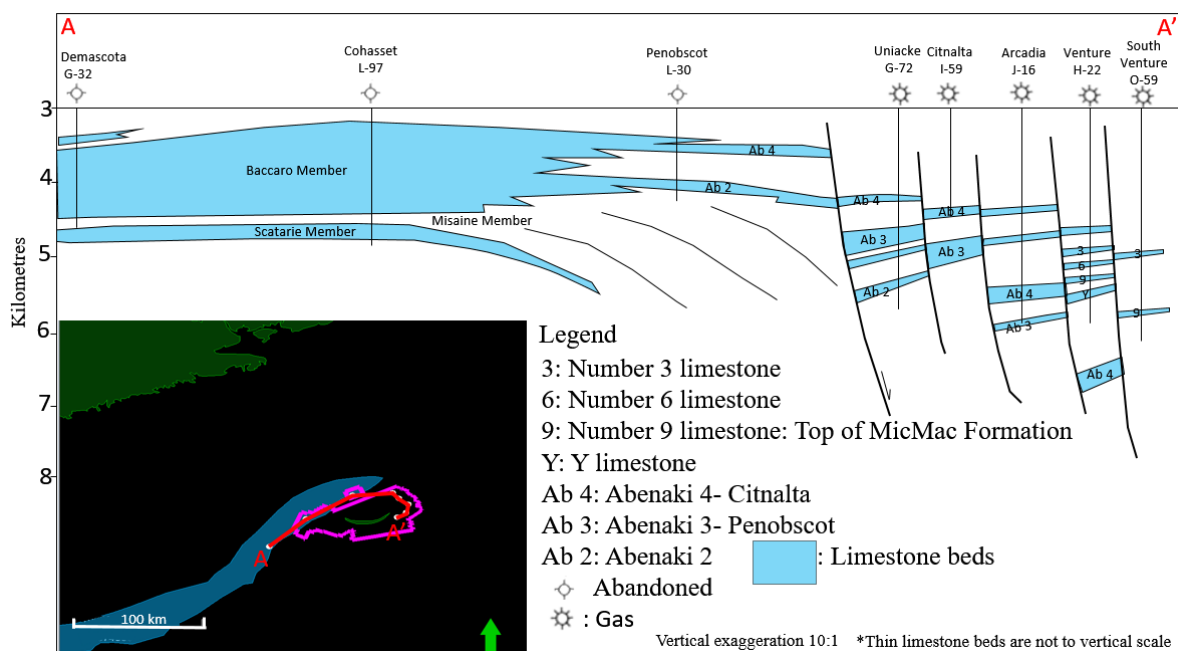 A
A'
Demascota
G-32
Cohasset
L-97
Penobscot
L-30
Uniacke
G-72
Citnalta
I-59
Arcadia
J-16
Venture
H-22
South
Venture
O-59
Kilometres
3
4
5
6
7
8
Baccaro Member
Scatarie Member
Misaine Member
Ab 4
Ab 2
Ab 4
Ab 3
Ab 2
Ab 4
Ab 3
Ab 4
Ab 3
3
6
9
Y
Ab 4
3
9
A
A'
100 km
Legend
3: Number 3 limestone
6: Number 6 limestone
9: Number 9 limestone: Top of MicMac Formation
Y: Y limestone
Ab 4: Abenaki 4- Citnalta
Ab 3: Abenaki 3- Penobscot
Ab 2: Abenaki 2
: Limestone beds
Abandoned
: Gas
Vertical exaggeration 10:1 *Thin limestone beds are not to vertical scale